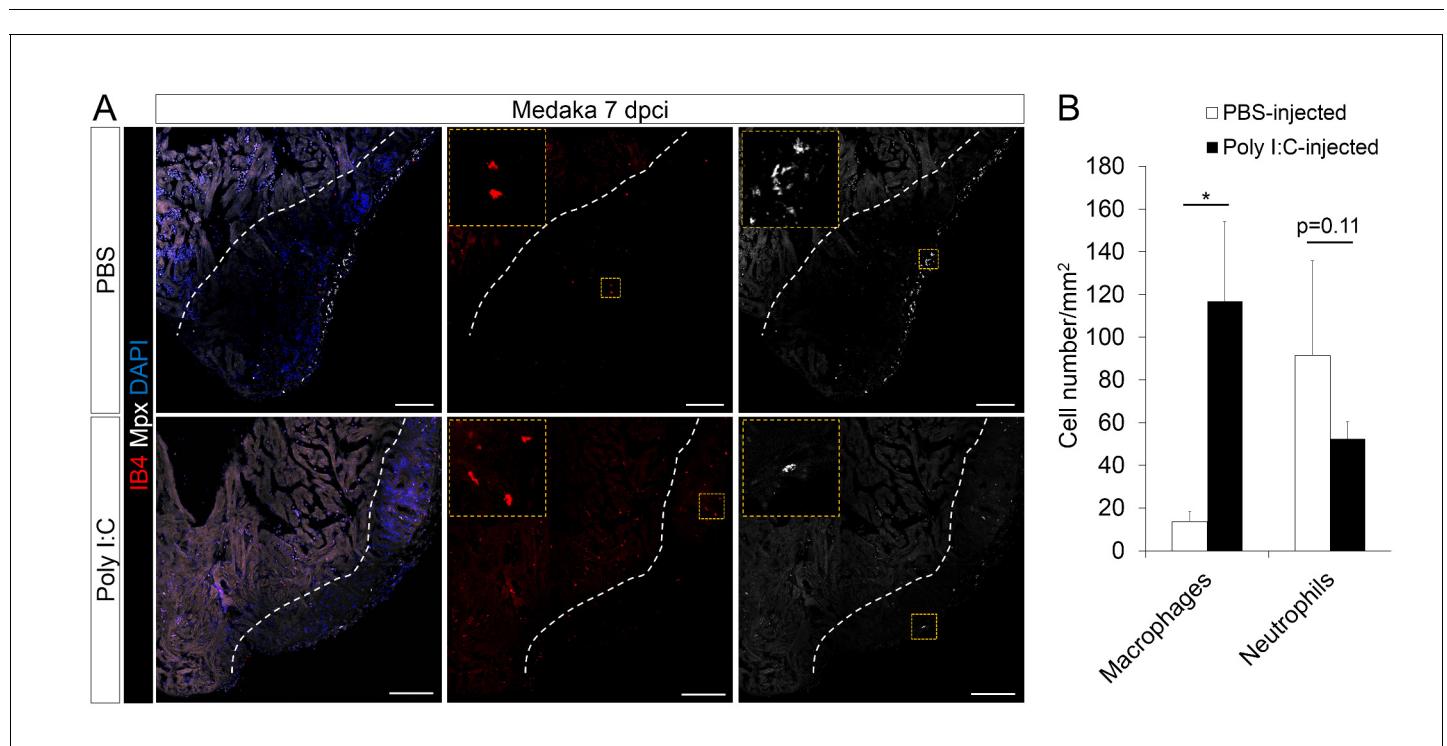 A
Medaka 7 dpci
PBS
Poly I:C
IB4 Mpx DAPI
B
PBS-injected
Poly I:C-injected
Cell number/mm²
180
160
140
120
100
80
60
40
20
0
*
p=0.11
Macrophages
Neutrophils